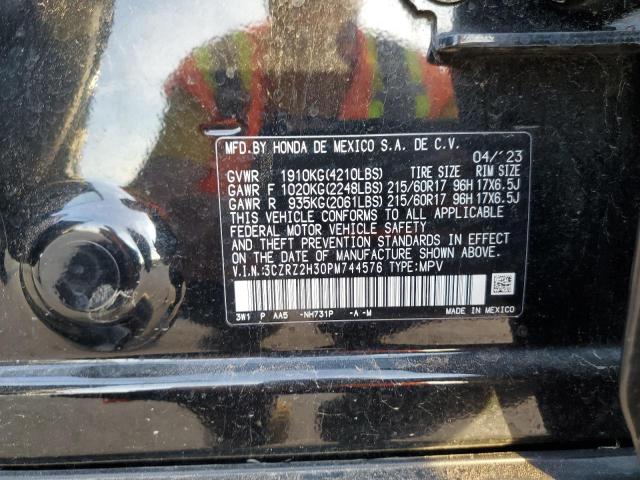 MFD.BY HONDA DE MEXICO S.A. DE C.V.
04/'23
GVWR 1910KG(4210LBS) TIRE SIZE RIM SIZE
GAWR F 1020KG(2248LBS) 215/60R17 96H 17X6.5J
GAWR R 935KG(2061LBS) 215/60R17 96H 17X6.5J
THIS VEHICLE CONFORMS TO ALL APPLICABLE
FEDERAL MOTOR VEHICLE SAFETY
AND THEFT PREVENTION STANDARDS IN EFFECT
ON THE DATE OF MANUFACTURE SHOWN ABOVE.
V.I.N.:3CZRZ2H30PM744576 TYPE:MPV
3W1 P AA5 -NH731P -A -M MADE IN MEXICO